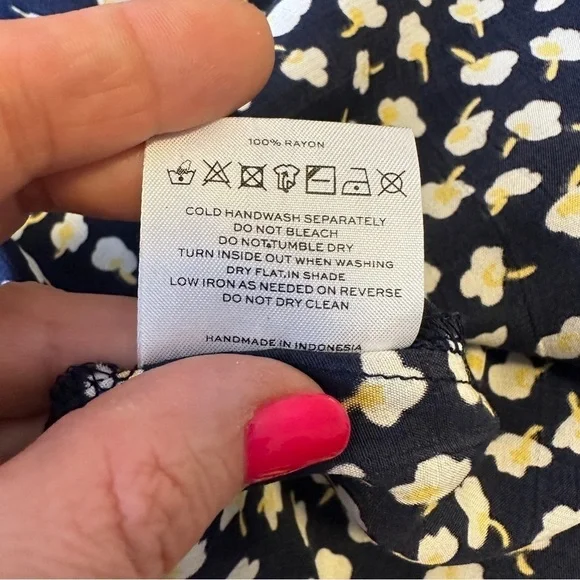 100% RAYON
COLD HANDWASH SEPARATELY
DO NOT BLEACH
DO NOT TUMBLE DRY
TURN INSIDE OUT WHEN WASHING
DRY FLAT,IN SHADE
LOW IRON AS NEEDED ON REVERSE
DO NOT DRY CLEAN
HANDMADE IN INDONESIA